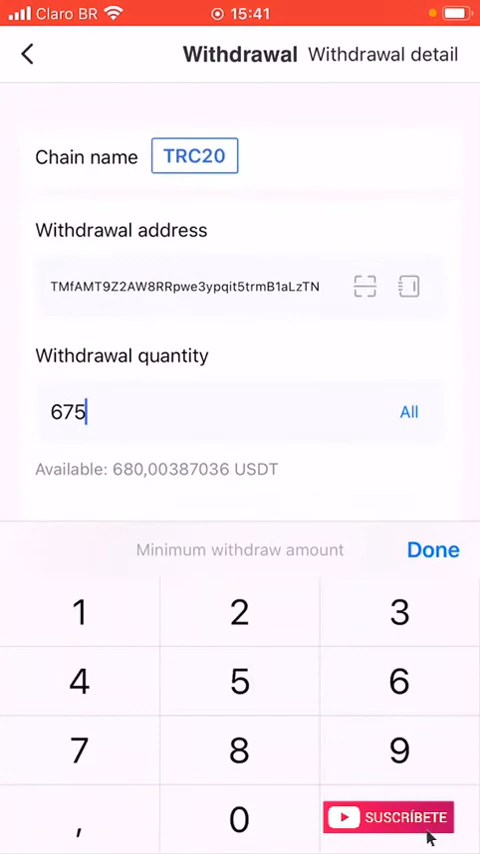 Claro BR 15:41
Withdrawal Withdrawal detail
Chain name TRC20
Withdrawal address
TMfAMT9Z2AW8RRpwe3ypqit5trmB1aLzTN
Withdrawal quantity
675 All
Available: 680,00387036 USDT
Minimum withdraw amount Done
1 2 3
4 5 6
7 8 9
, 0 SUSCRÍBETE